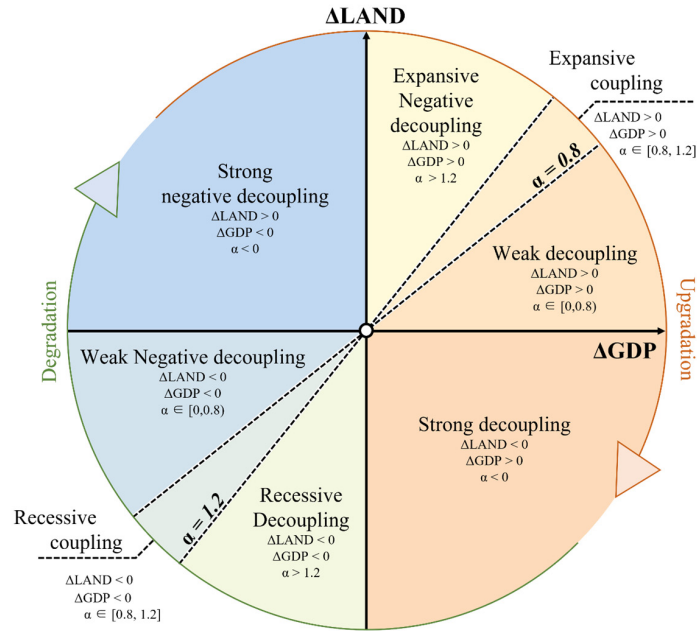 ΔLAND
Expansive
coupling
ΔLAND > 0
ΔGDP > 0
α ∈ [0.8, 1.2]
Expansive
Negative
decoupling
ΔLAND > 0
ΔGDP > 0
α > 1.2
α = 0.8
Strong
negative decoupling
ΔLAND > 0
ΔGDP < 0
α < 0
Weak decoupling
ΔLAND > 0
ΔGDP > 0
α ∈ [0,0.8)
Degradation
Upgradation
ΔGDP
Weak Negative decoupling
ΔLAND < 0
ΔGDP < 0
α ∈ [0,0.8)
Strong decoupling
ΔLAND < 0
ΔGDP > 0
α < 0
Recessive
Decoupling
ΔLAND < 0
ΔGDP < 0
α > 1.2
α = 1.2
Recessive
coupling
ΔLAND < 0
ΔGDP < 0
α ∈ [0.8, 1.2]